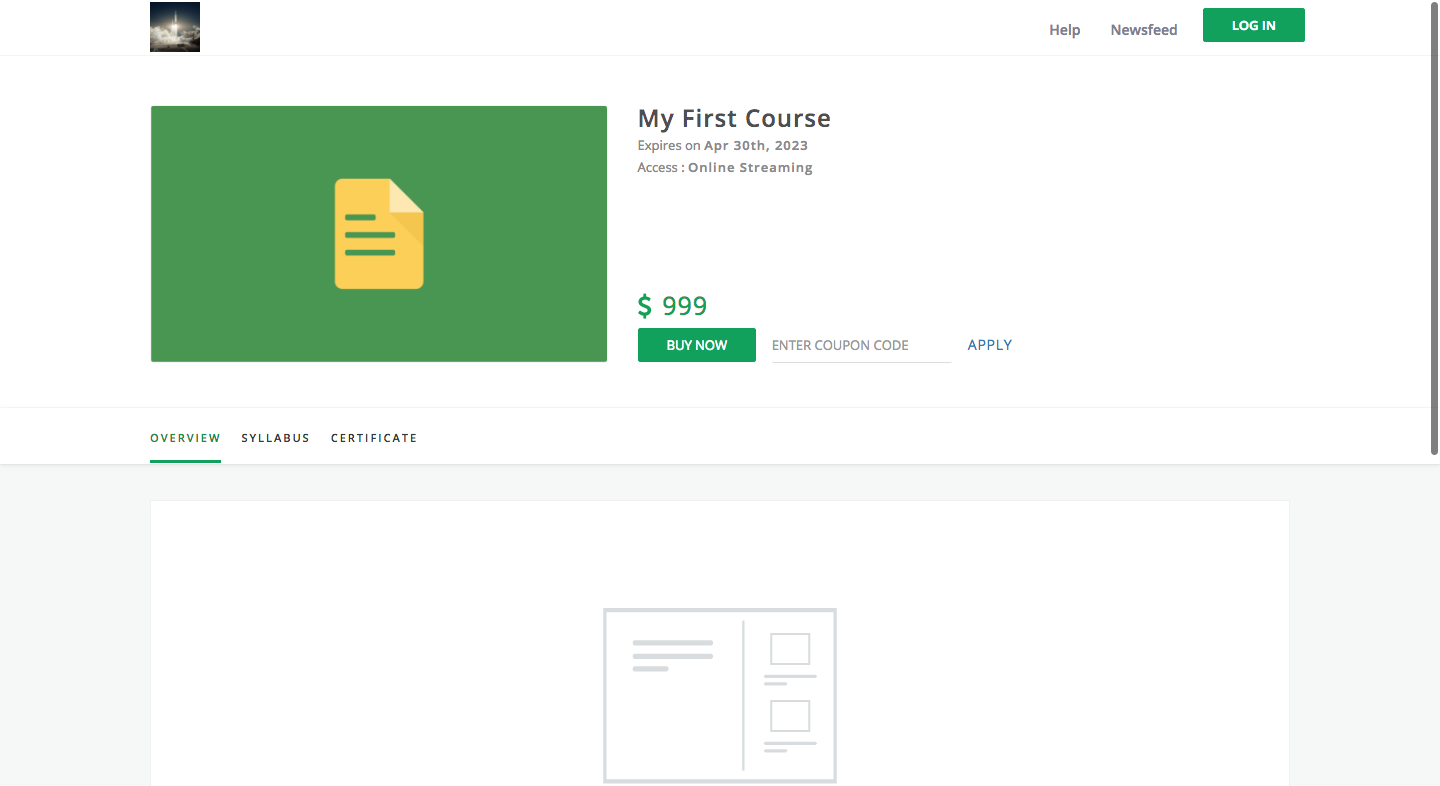 Help Newsfeed LOG IN
My First Course
Expires on Apr 30th, 2023
Access : Online Streaming
$ 999
BUY NOW ENTER COUPON CODE APPLY
OVERVIEW SYLLABUS CERTIFICATE